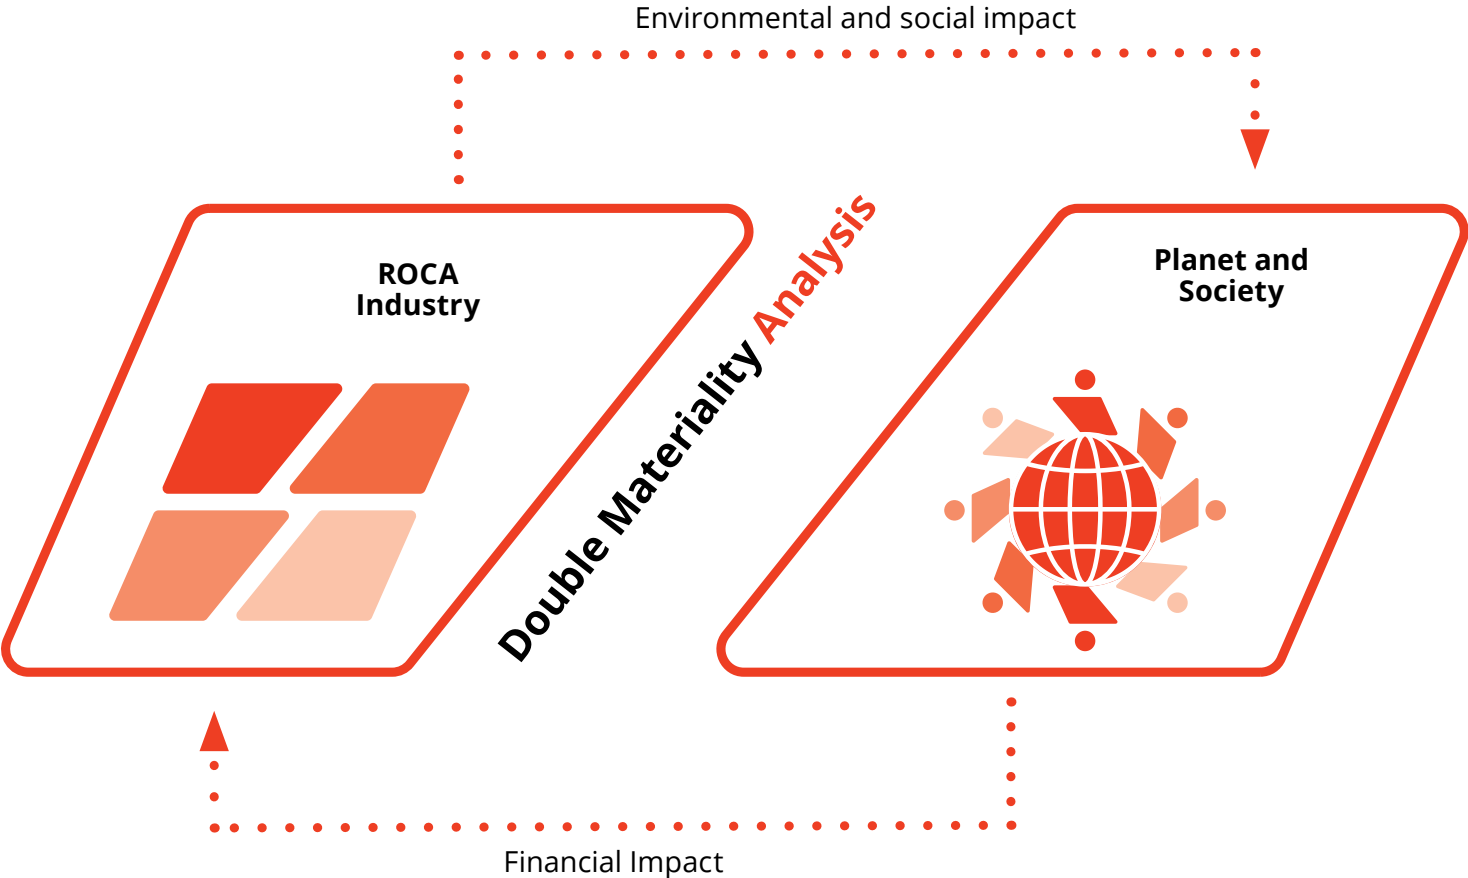 Environmental and social impact
ROCA
Industry
Double Materiality Analysis
Planet and
Society
Financial Impact